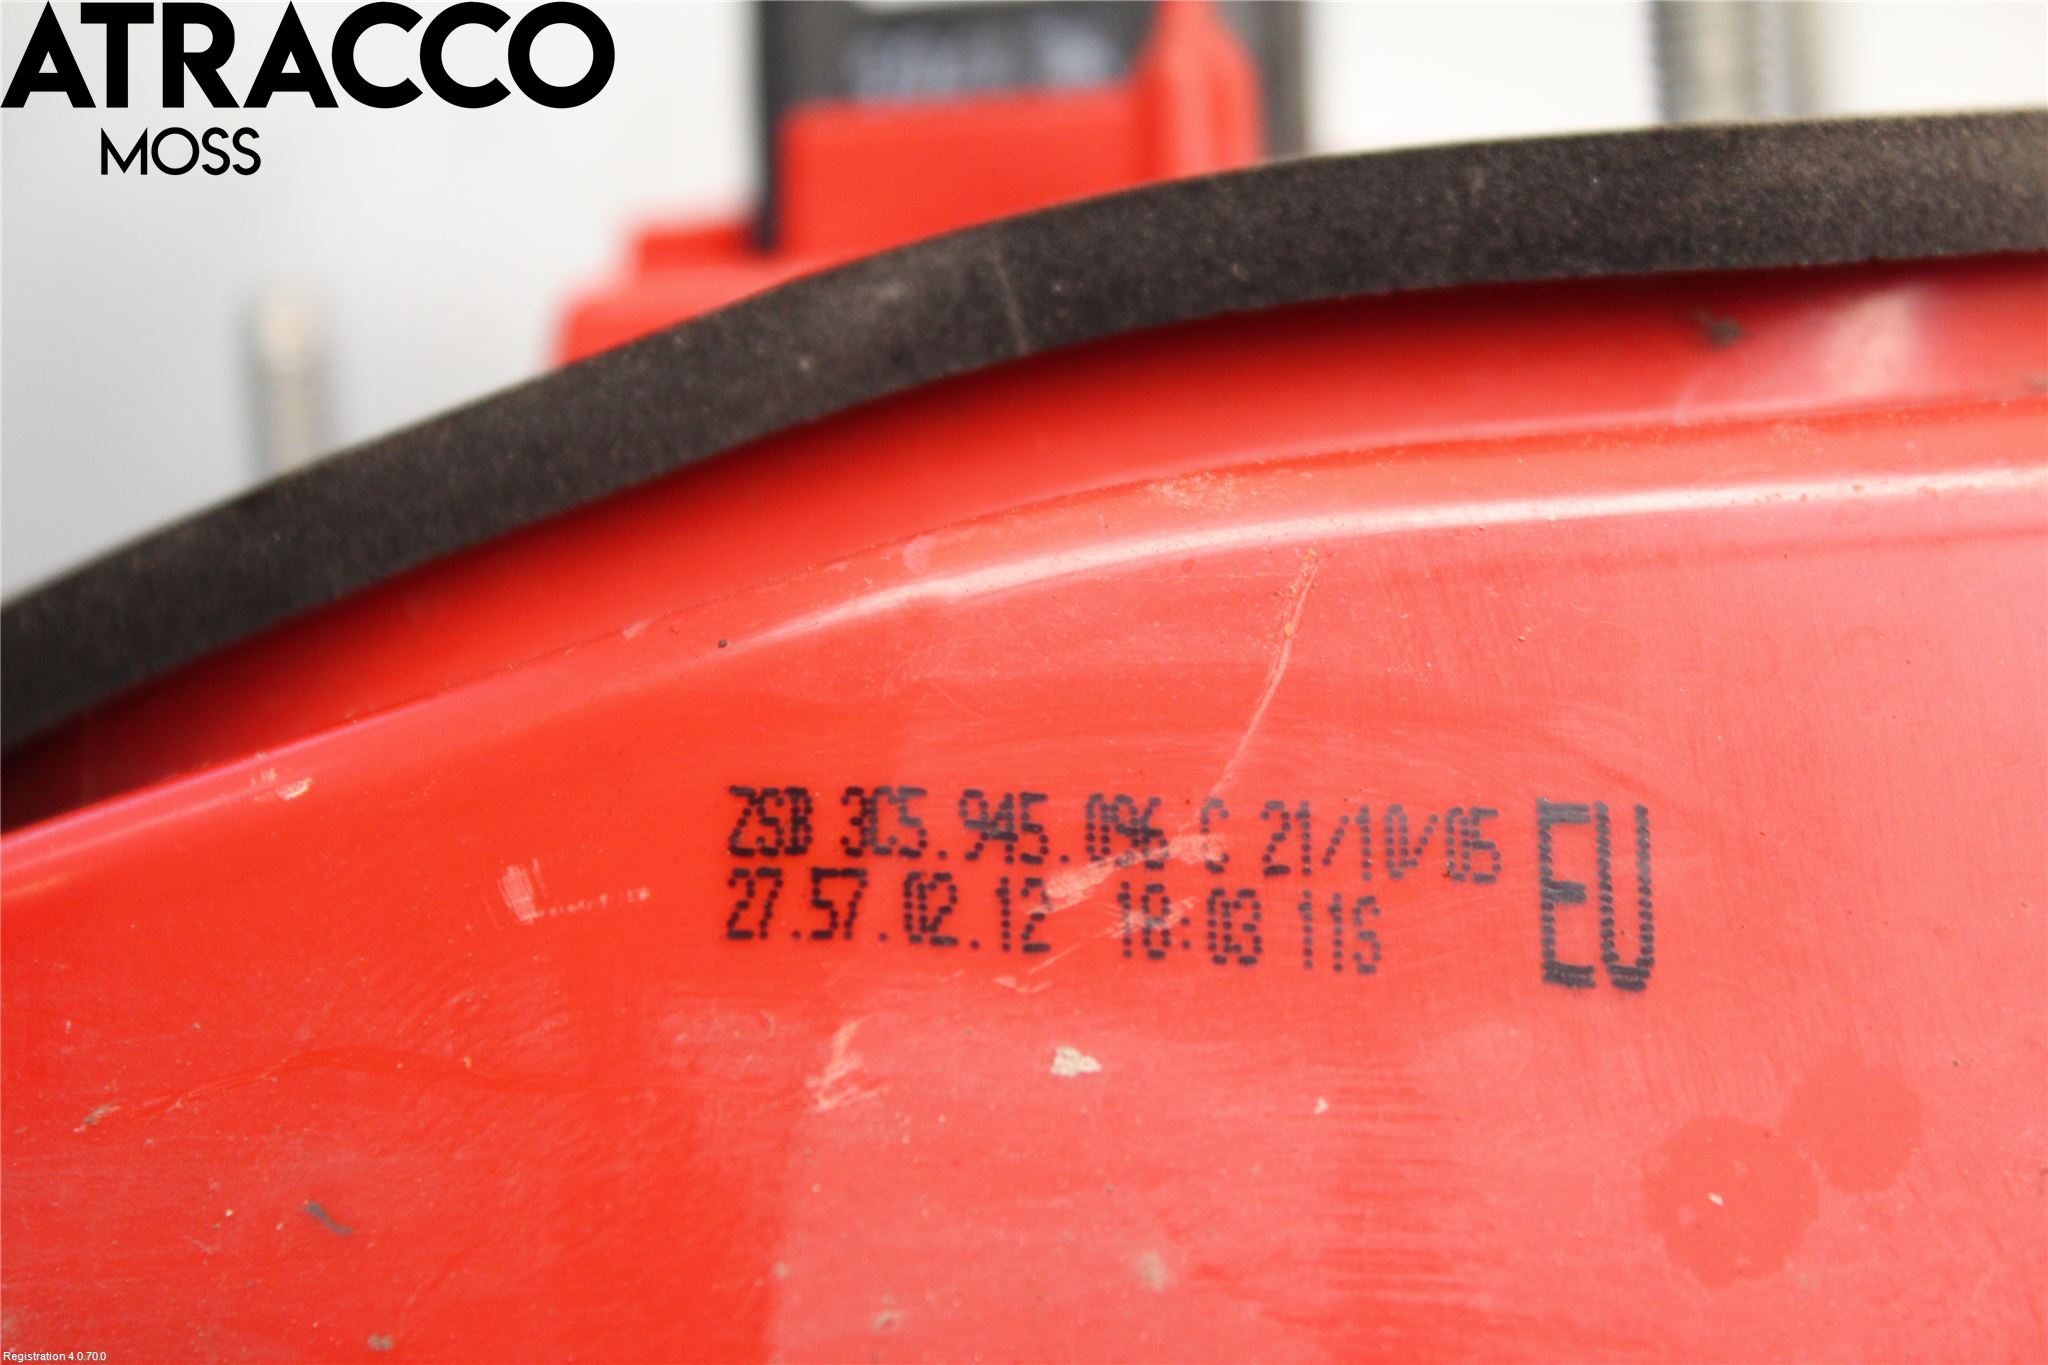 ATRACCO
MOSS
ZSB 3C5.945.096 C 21/10/05
27.57.02.12 18:03 11S
EU
Registration 4.0.70.0